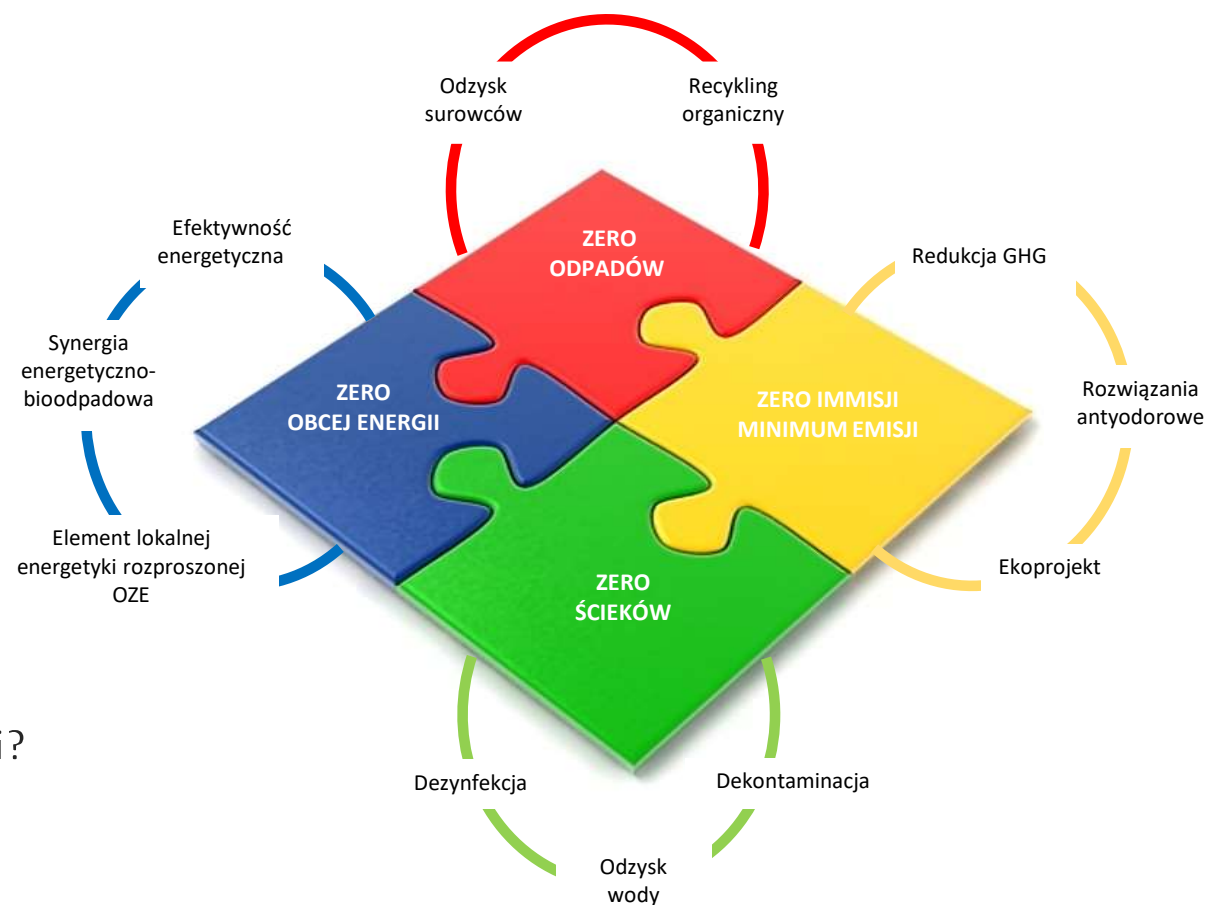 Odzysk
surowców
Recykling
organiczny
Efektywność
energetyczna
ZERO
ODPADÓW
Redukcja GHG
Synergia
energetyczno-
bioodpadowa
ZERO
OBCEJ ENERGII
ZERO IMMISJI
MINIMUM EMISJI
Rozwiązania
antyodorowe
Element lokalnej
energetyki rozproszonej
OZE
ZERO
ŚCIEKÓW
Ekoprojekt
i?
Dezynfekcja
Dekontaminacja
Odzysk
wody